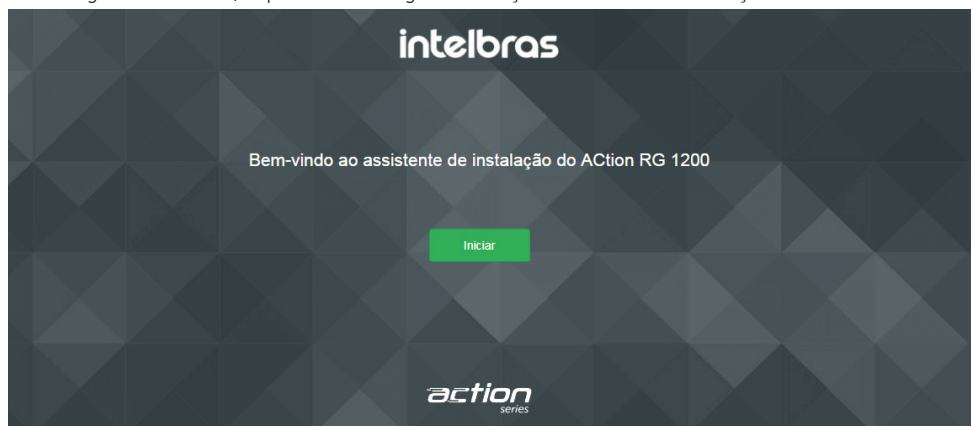 intelbras
Bem-vindo ao assistente de instalação do ACtion RG 1200
Iniciar
action
series